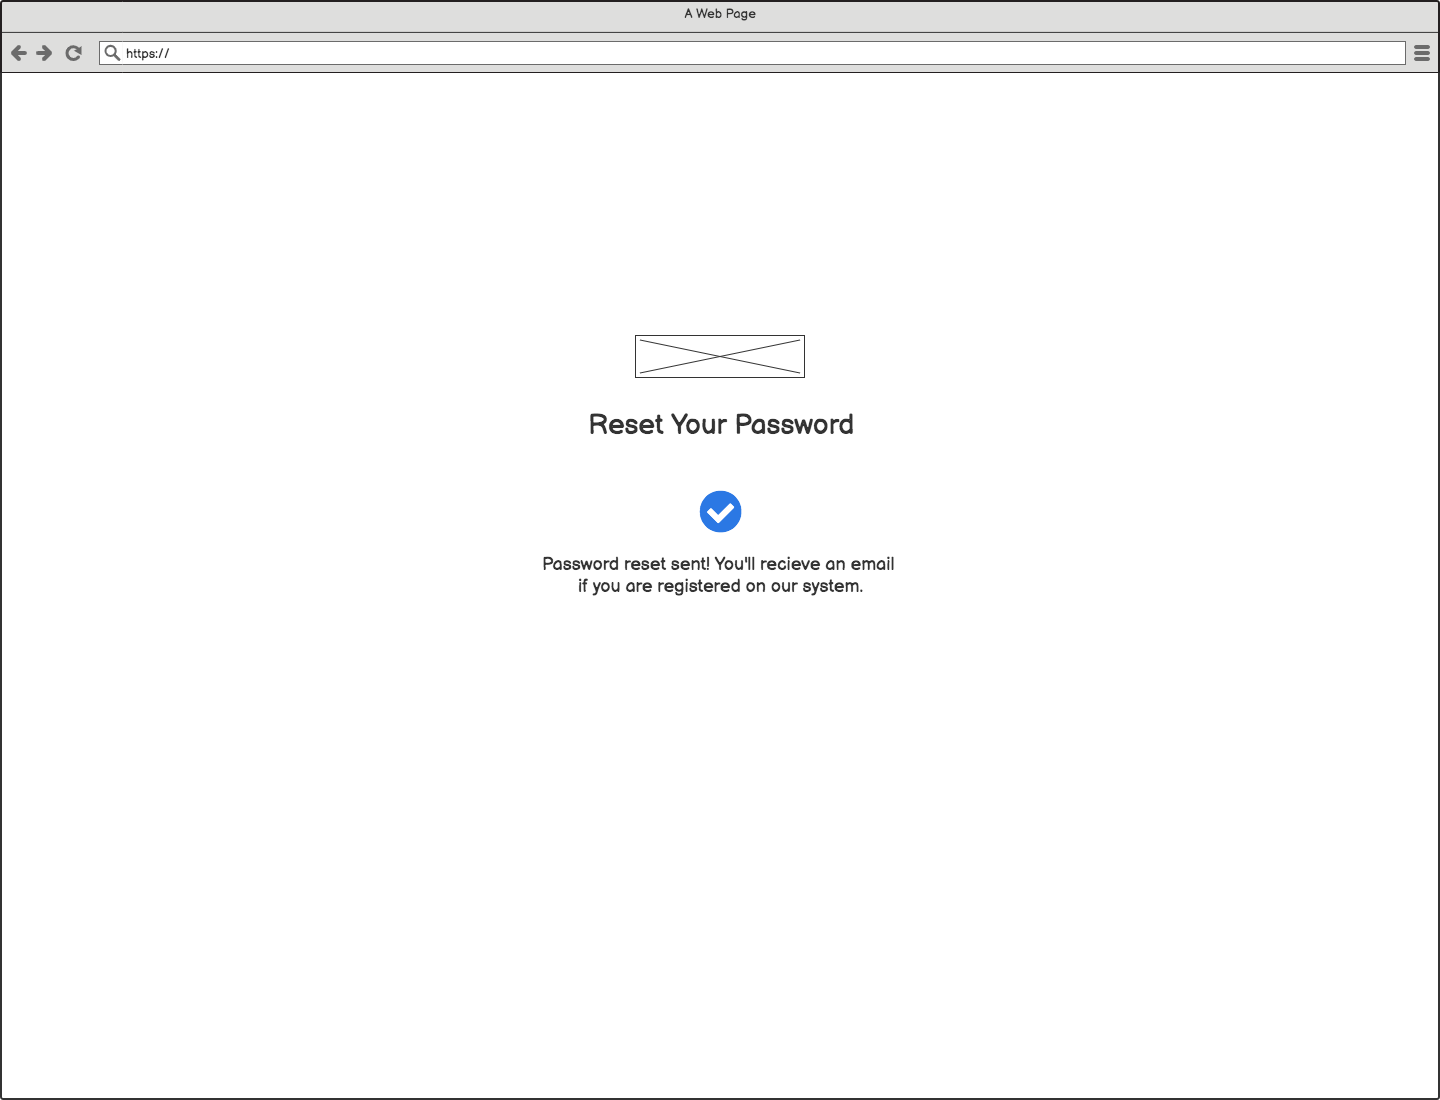 A Web Page
https://
Reset Your Password
Password reset sent! You'll recieve an email
if you are registered on our system.